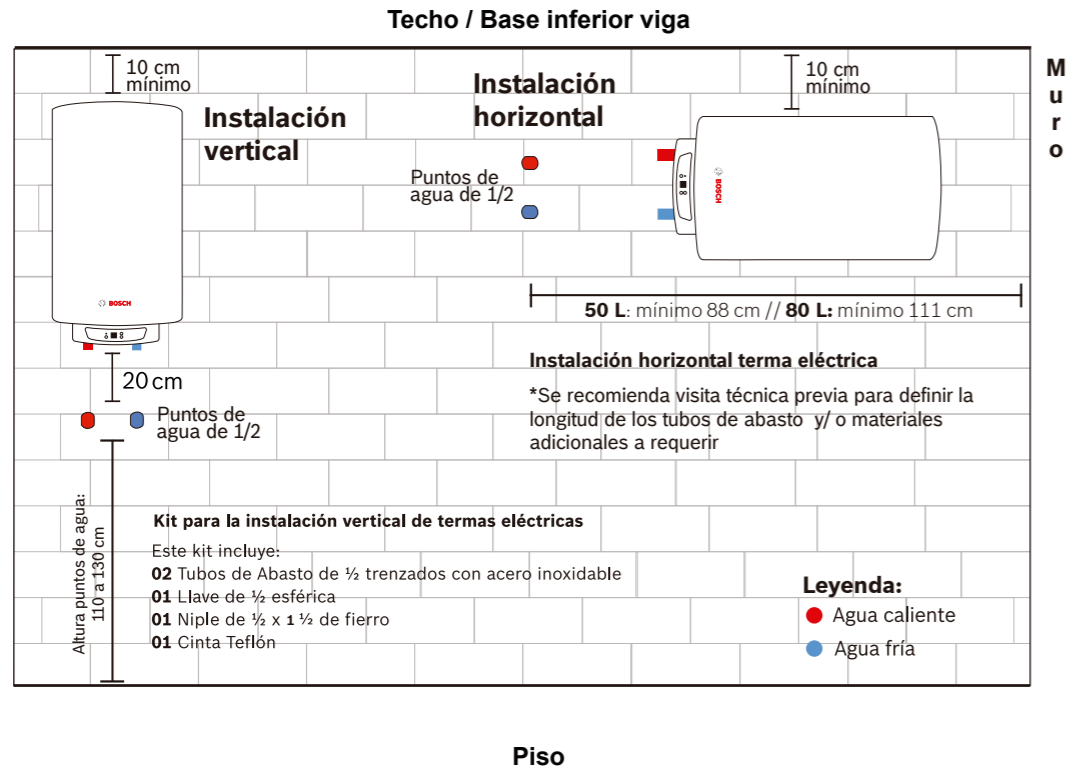 Techo / Base inferior viga
10 cm
mínimo
Instalación
vertical
Instalación
horizontal
10 cm
mínimo
Muro
Puntos de
agua de 1/2
BOSCH
BOSCH
50 L: mínimo 88 cm // 80 L: mínimo 111 cm
20 cm
Puntos de
agua de 1/2
Instalación horizontal terma eléctrica
*Se recomienda visita técnica previa para definir la
longitud de los tubos de abasto y/ o materiales
adicionales a requerir
Altura puntos de agua:
110 a 130 cm
Kit para la instalación vertical de termas eléctricas
Este kit incluye:
02 Tubos de Abasto de ½ trenzados con acero inoxidable
01 Llave de ½ esférica
01 Niple de ½ x 1 ½ de fierro
01 Cinta Teflón
Leyenda:
Agua caliente
Agua fría
Piso